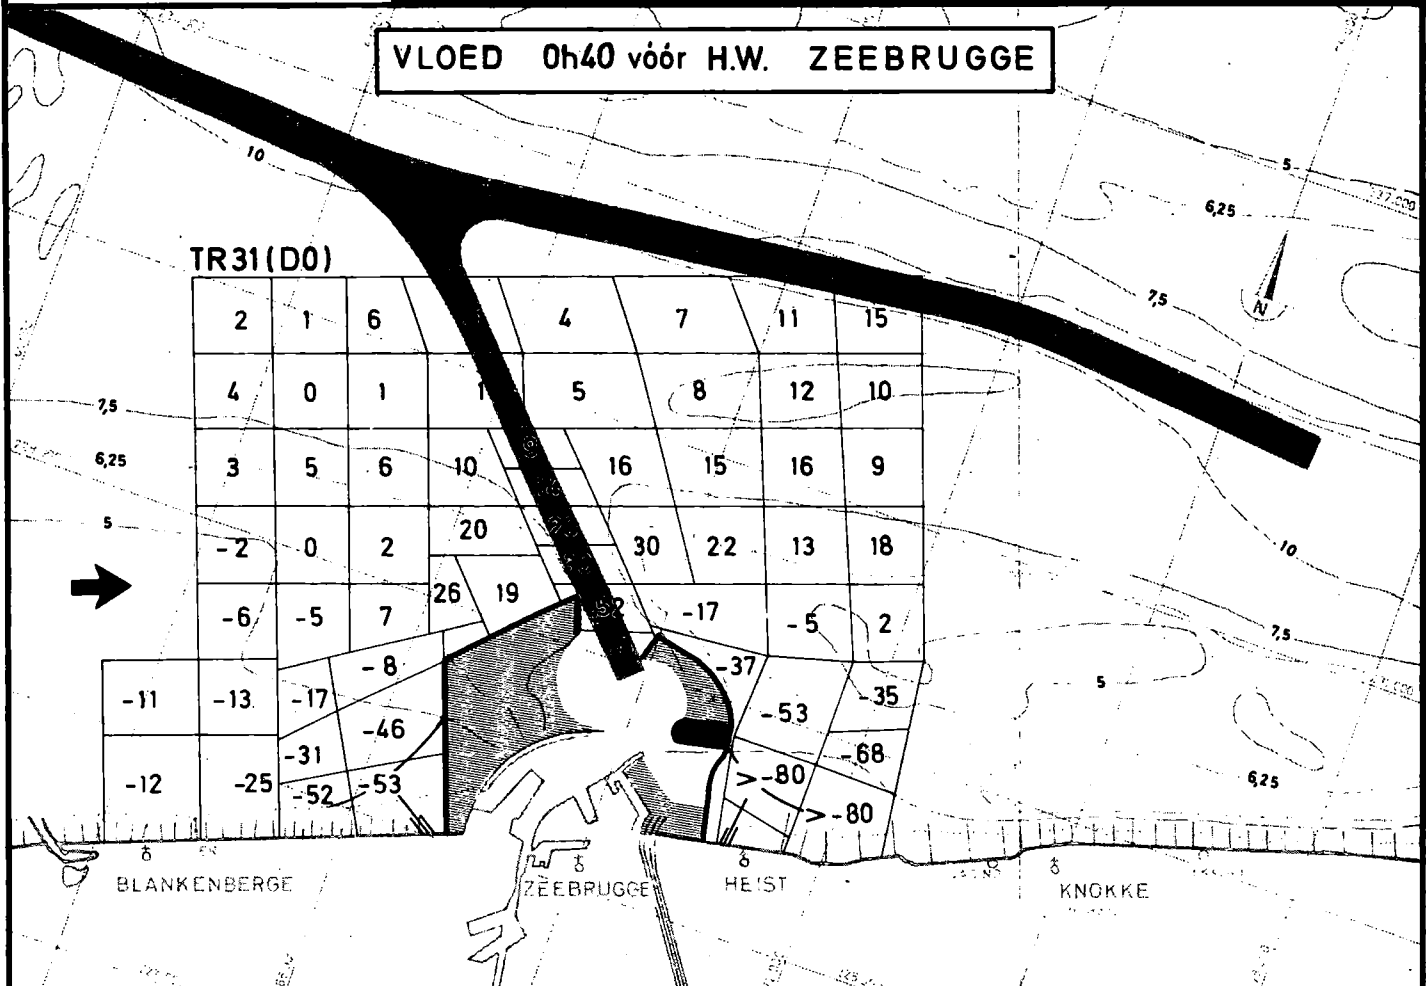 VLOED 0h40 vóór H.W. ZEEBRUGGE
10
5
6,25
7,5
N
TR31(D0)
2 1 6 4 7 11 15
4 0 1 1 5 8 12 10
7,5
6,25
3 5 6 10 16 15 16 9
5
-2 0 2 20 30 22 13 18
10
-6 -5 7 26 19 52 -17 -5 2
7,5
-8 -37
-11 -13 -17 -53 -35
5
-46
-31 -68
-12 -25 -52 -53 >-80
6,25
>-80
BLANKENBERGE ZEEBRUGGE HEIST KNOKKE